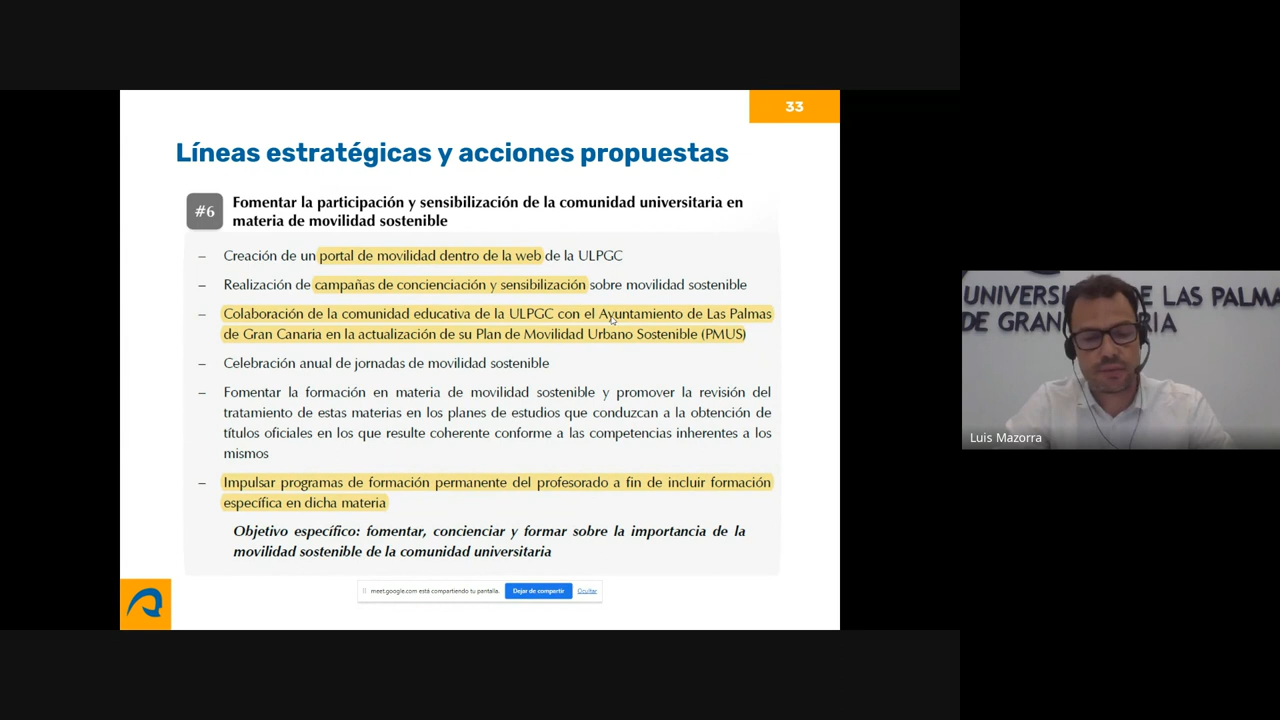 33
Líneas estratégicas y acciones propuestas
#6
Fomentar la participación y sensibilización de la comunidad universitaria en
materia de movilidad sostenible
– Creación de un portal de movilidad dentro de la web de la ULPGC
– Realización de campañas de concienciación y sensibilización sobre movilidad sostenible
– Colaboración de la comunidad educativa de la ULPGC con el Ayuntamiento de Las Palmas
de Gran Canaria en la actualización de su Plan de Movilidad Urbano Sostenible (PMUS)
– Celebración anual de jornadas de movilidad sostenible
– Fomentar la formación en materia de movilidad sostenible y promover la revisión del
tratamiento de estas materias en los planes de estudios que conduzcan a la obtención de
títulos oficiales en los que resulte coherente conforme a las competencias inherentes a los
mismos
– Impulsar programas de formación permanente del profesorado a fin de incluir formación
específica en dicha materia
Objetivo específico: fomentar, concienciar y formar sobre la importancia de la
movilidad sostenible de la comunidad universitaria
meet.google.com está compartiendo tu pantalla.
Dejar de compartir
Ocultar
DE LAS PALMA
DE
Luis Mazorra